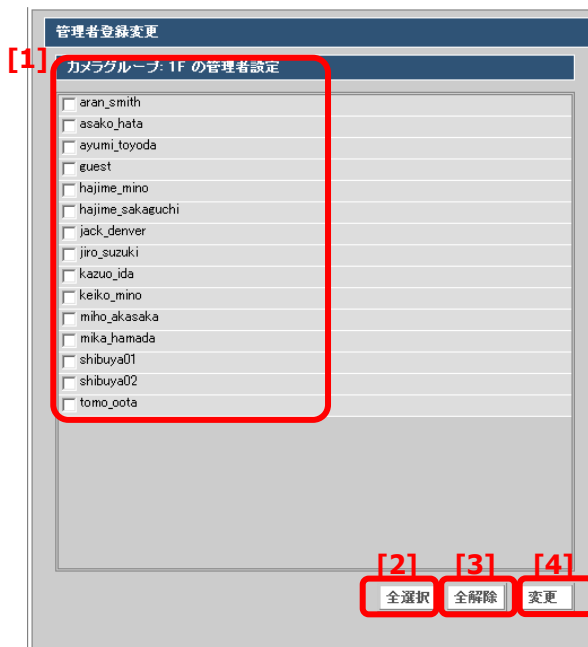 管理者登録変更
[1]
カメラグループ: 1F の管理者設定
aran_smith
asako_hata
ayumi_toyoda
guest
hajime_mino
hajime_sakaguchi
jack_denver
jiro_suzuki
kazuo_ida
keiko_mino
miho_akasaka
mika_hamada
shibuya01
shibuya02
tomo_oota
[2] [3] [4]
全選択 全解除 変更